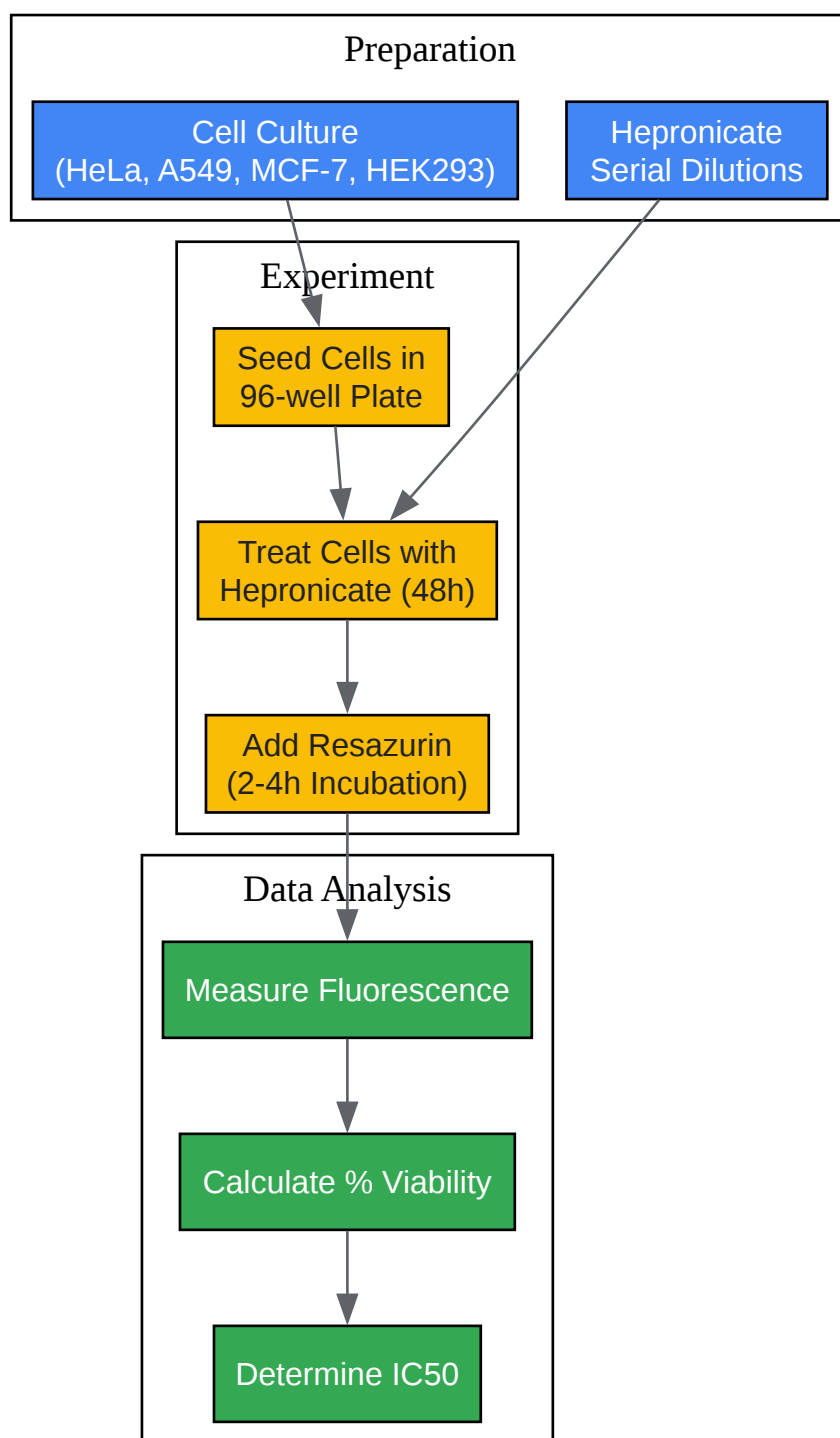 Preparation
Cell Culture
(HeLa, A549, MCF-7, HEK293)
Hepronicate
Serial Dilutions
Experiment
Seed Cells in
96-well Plate
Treat Cells with
Hepronicate (48h)
Add Resazurin
(2-4h Incubation)
Data Analysis
Measure Fluorescence
Calculate % Viability
Determine IC50